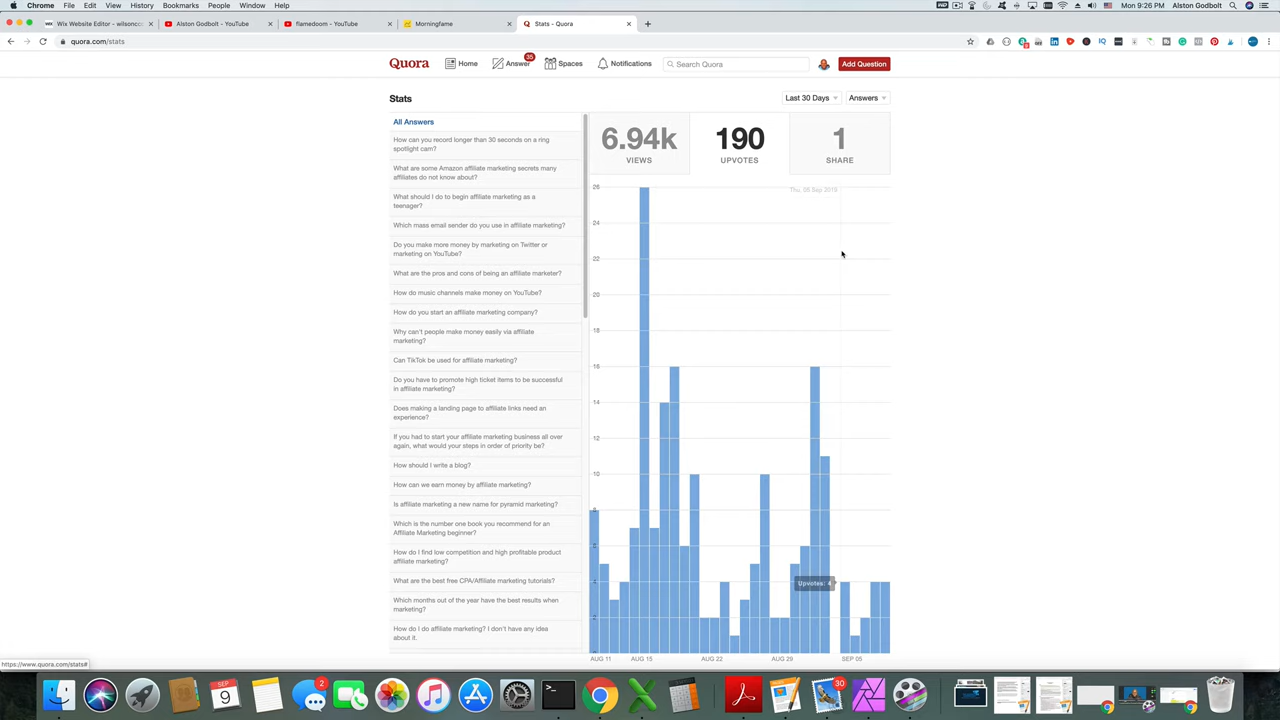 Chrome File Edit View History Bookmarks People Window Help
Mon 9:26 PM Alston Godbolt
Wix Website Editor - wilsoncc
Alston Godbolt - YouTube
flamedoom - YouTube
Morningfame
Stats - Quora
quora.com/stats
Quora
Home
Answer
35
Spaces
Notifications
Search Quora
Add Question
Stats
Last 30 Days
Answers
All Answers
How can you record longer than 30 seconds on a ring
spotlight cam?
What are some Amazon affiliate marketing secrets many
affiliates do not know about?
What should I do to begin affiliate marketing as a
teenager?
Which mass email sender do you use in affiliate marketing?
Do you make more money by marketing on Twitter or
marketing on YouTube?
What are the pros and cons of being an affiliate marketer?
How do music channels make money on YouTube?
How do you start an affiliate marketing company?
Why can't people make money easily via affiliate
marketing?
Can TikTok be used for affiliate marketing?
Do you have to promote high ticket items to be successful
in affiliate marketing?
Does making a landing page to affiliate links need an
experience?
If you had to start your affiliate marketing business all over
again, what would your steps in order of priority be?
How should I write a blog?
How can we earn money by affiliate marketing?
Is affiliate marketing a new name for pyramid marketing?
Which is the number one book you recommend for an
Affiliate Marketing beginner?
How do I find low competition and high profitable product
affiliate marketing?
What are the best free CPA/Affiliate marketing tutorials?
Which months out of the year have the best results when
marketing?
How do I do affiliate marketing? I don't have any idea
about it.
6.94k
VIEWS
190
UPVOTES
1
SHARE
26
24
22
20
18
16
14
12
10
8
6
4
2
Upvotes: 4
AUG 11
AUG 15
AUG 22
AUG 29
SEP 05
https://www.quora.com/stats#
SEP
9
2
30